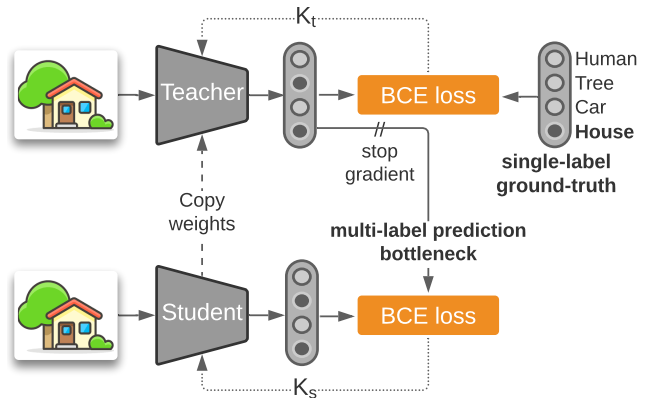 Kt
Teacher
BCE loss
Human
Tree
Car
House
single-label
ground-truth
//
stop
gradient
Copy
weights
multi-label prediction
bottleneck
Student
BCE loss
Ks